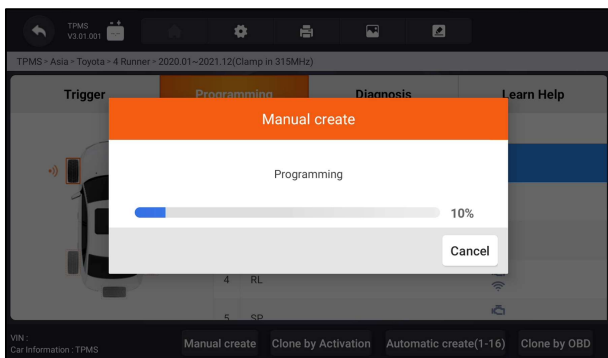 TPMS
V3.01.001
TPMS > Asia > Toyota > 4 Runner > 2020.01~2021.12(Clamp in 315MHz)
Trigger Programming Diagnosis Learn Help
Manual create
Programming
10%
Cancel
4 RL
5 SP
VIN :
Car Information : TPMS
Manual create Clone by Activation Automatic create(1-16) Clone by OBD